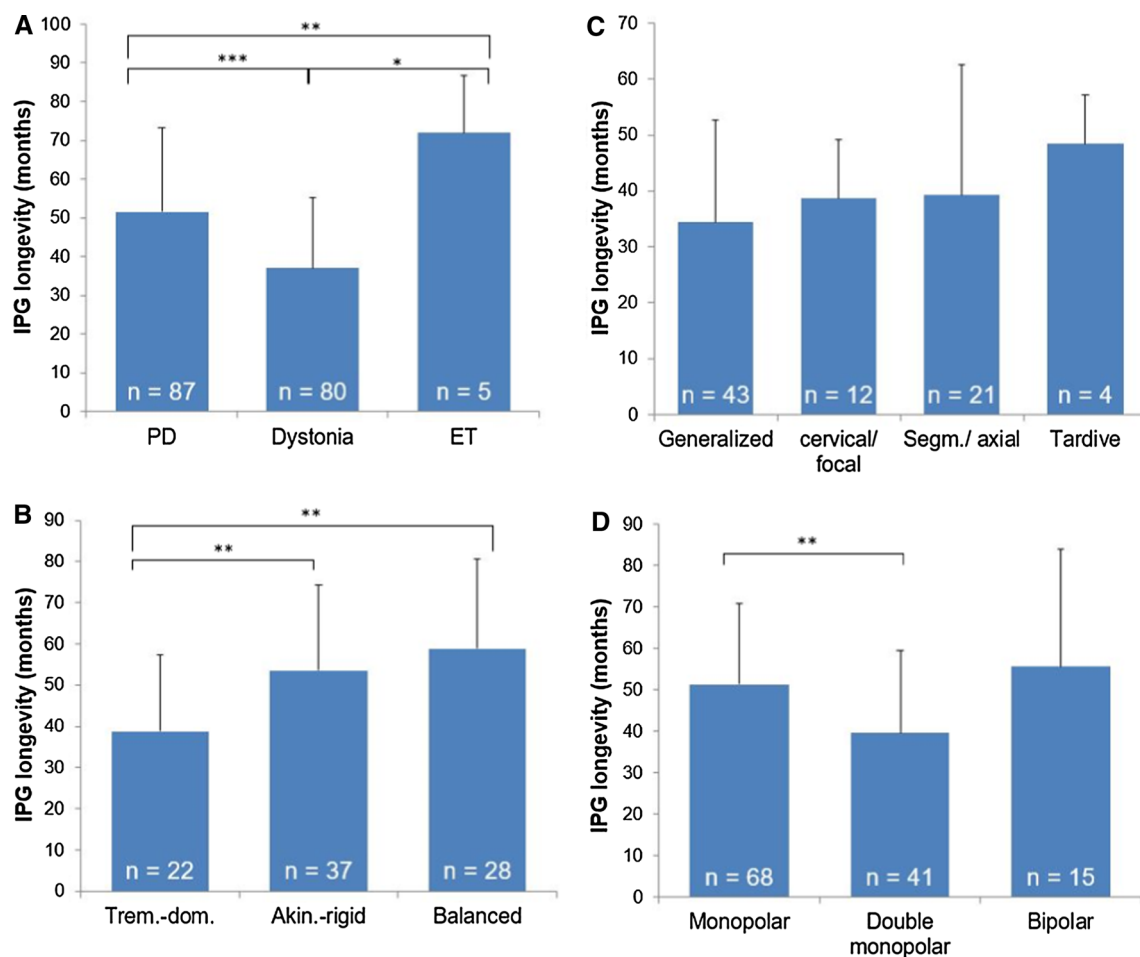 A
IPG longevity (months)
100
90
80
70
60
50
40
30
20
10
0
**
***
*
n = 87
n = 80
n = 5
PD
Dystonia
ET
C
IPG longevity (months)
70
60
50
40
30
20
10
0
n = 43
n = 12
n = 21
n = 4
Generalized
cervical/
focal
Segm./ axial
Tardive
B
IPG longevity (months)
90
80
70
60
50
40
30
20
10
0
**
**
n = 22
n = 37
n = 28
Trem.-dom.
Akin.-rigid
Balanced
D
IPG longevity (months)
90
80
70
60
50
40
30
20
10
0
**
n = 68
n = 41
n = 15
Monopolar
Double
monopolar
Bipolar